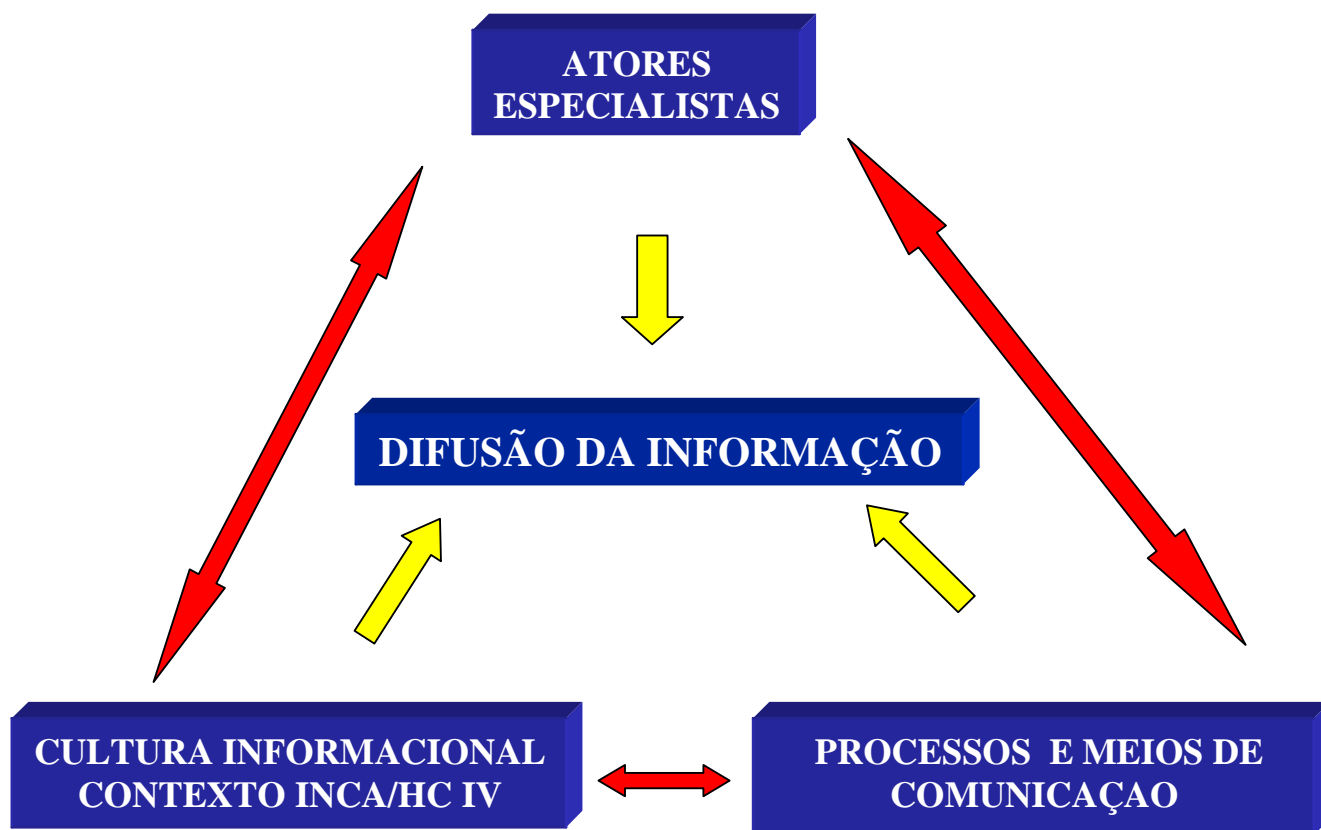 ATORES
ESPECIALISTAS
DIFUSÃO DA INFORMAÇÃO
CULTURA INFORMACIONAL
CONTEXTO INCA/HC IV
PROCESSOS E MEIOS DE
COMUNICAÇAO